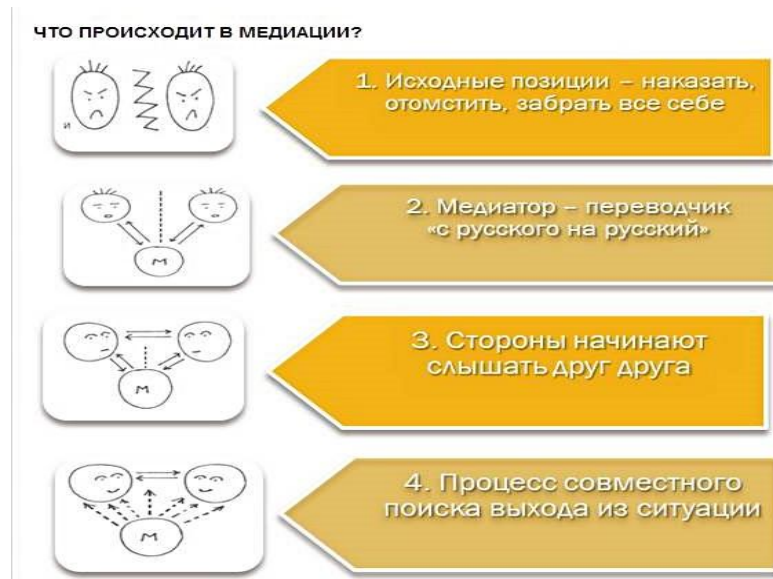 ЧТО ПРОИСХОДИТ В МЕДИАЦИИ?
1. Исходные позиции – наказать,
отомстить, забрать все себе
и
2. Медиатор – переводчик
«с русского на русский»
М
3. Стороны начинают
слышать друг друга
М
4. Процесс совместного
поиска выхода из ситуации
М